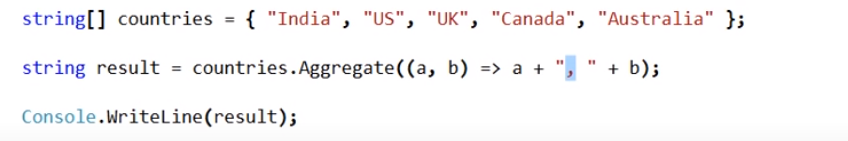 string[] countries = { "India", "US", "UK", "Canada", "Australia" };
string result = countries.Aggregate((a, b) => a + ", " + b);
Console.WriteLine(result);